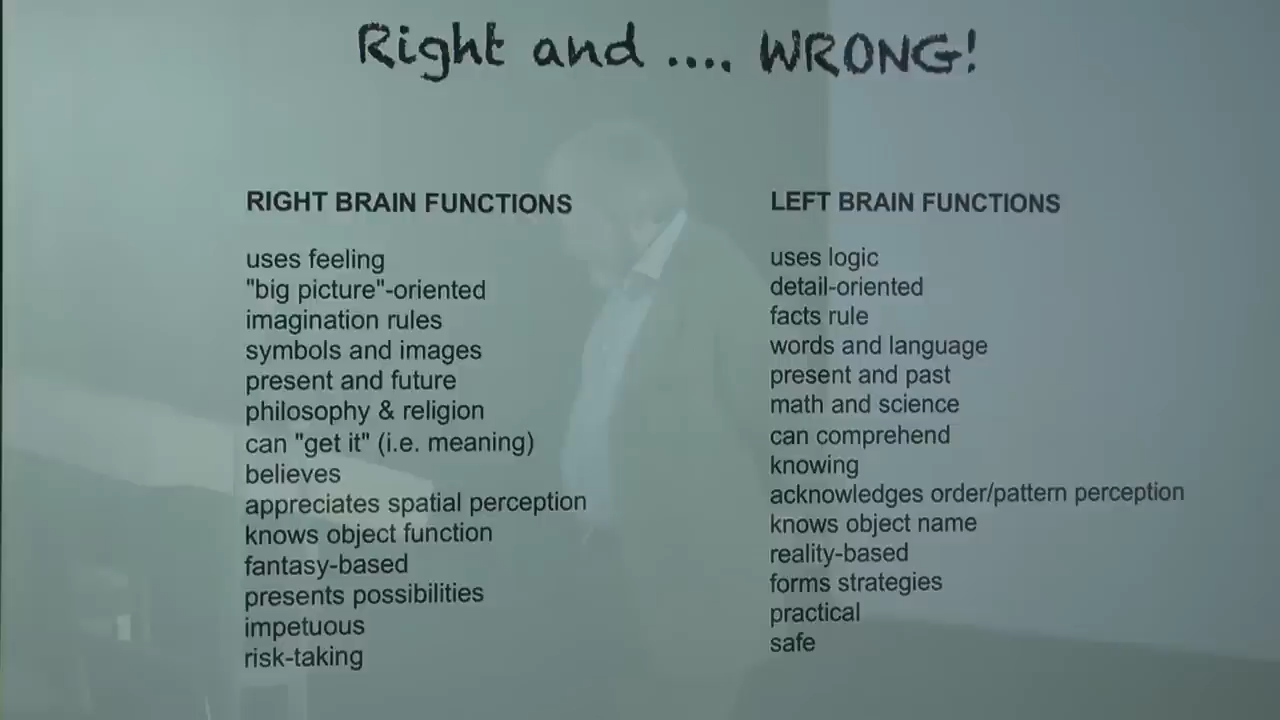 Right and .... WRONG!
RIGHT BRAIN FUNCTIONS
uses feeling
"big picture"-oriented
imagination rules
symbols and images
present and future
philosophy & religion
can "get it" (i.e. meaning)
believes
appreciates spatial perception
knows object function
fantasy-based
presents possibilities
impetuous
risk-taking
LEFT BRAIN FUNCTIONS
uses logic
detail-oriented
facts rule
words and language
present and past
math and science
can comprehend
knowing
acknowledges order/pattern perception
knows object name
reality-based
forms strategies
practical
safe